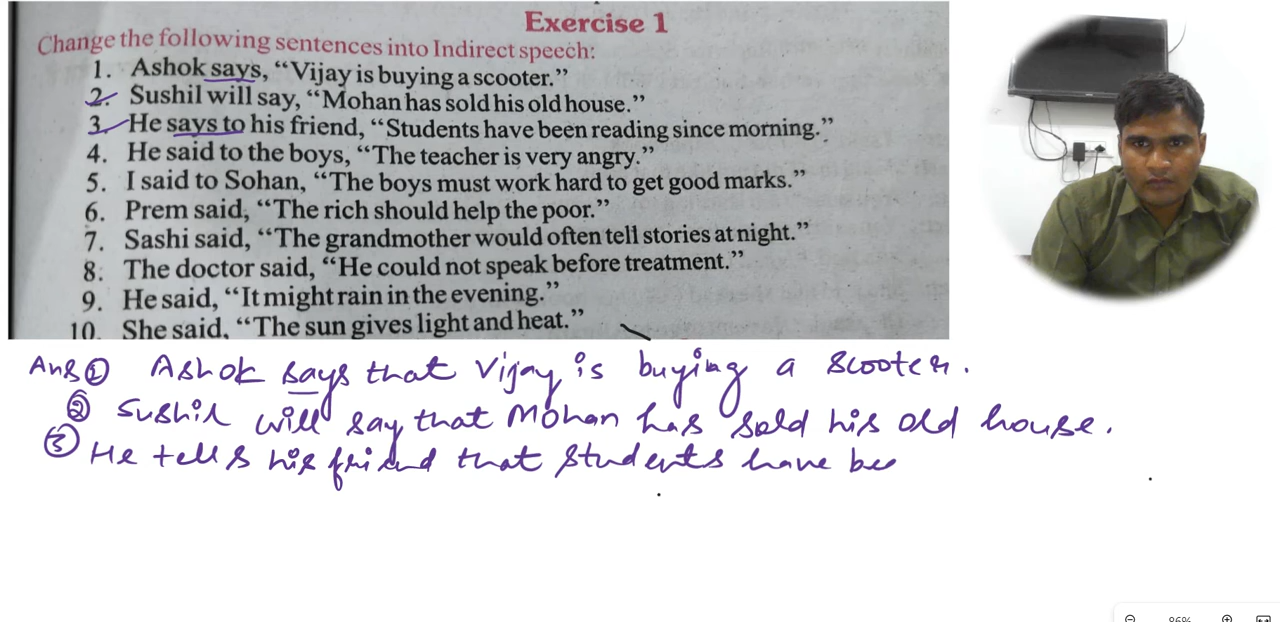 Exercise 1
Change the following sentences into Indirect speech:
1. Ashok says, “Vijay is buying a scooter.”
2. Sushil will say, “Mohan has sold his old house.”
3. He says to his friend, “Students have been reading since morning.”
4. He said to the boys, “The teacher is very angry.”
5. I said to Sohan, “The boys must work hard to get good marks.”
6. Prem said, “The rich should help the poor.”
7. Sashi said, “The grandmother would often tell stories at night.”
8. The doctor said, “He could not speak before treatment.”
9. He said, “It might rain in the evening.”
10. She said, “The sun gives light and heat.”
Ans ① Ashok says that Vijay is buying a scooter.
② Sushil will say that Mohan has sold his old house.
③ He tells his friend that students have bee
96%